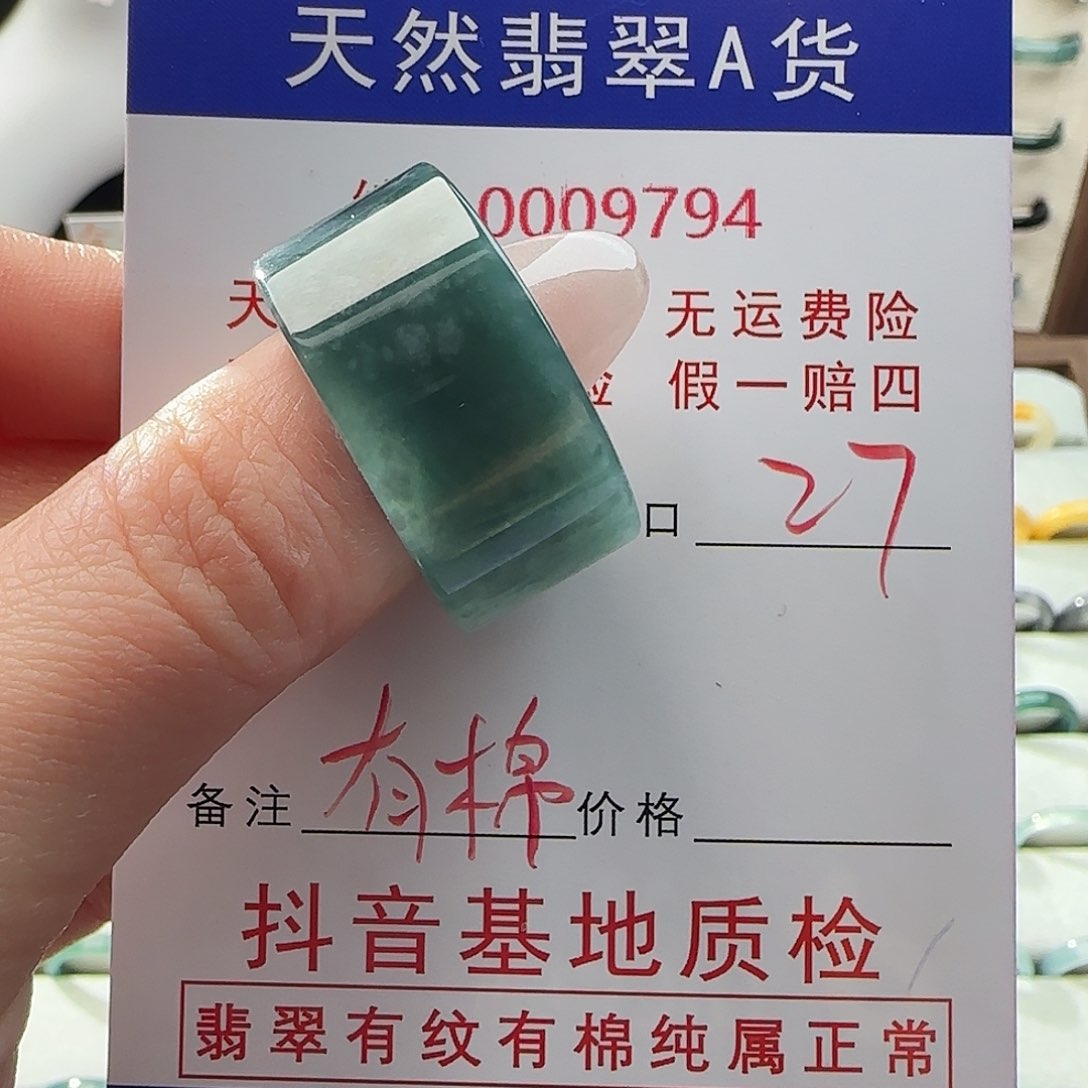 天然翡翠A货
0009794
天 无运费险
险 假一赔四
口 27
备注 有棉 价格
抖音基地质检
翡翠有纹有棉纯属正常